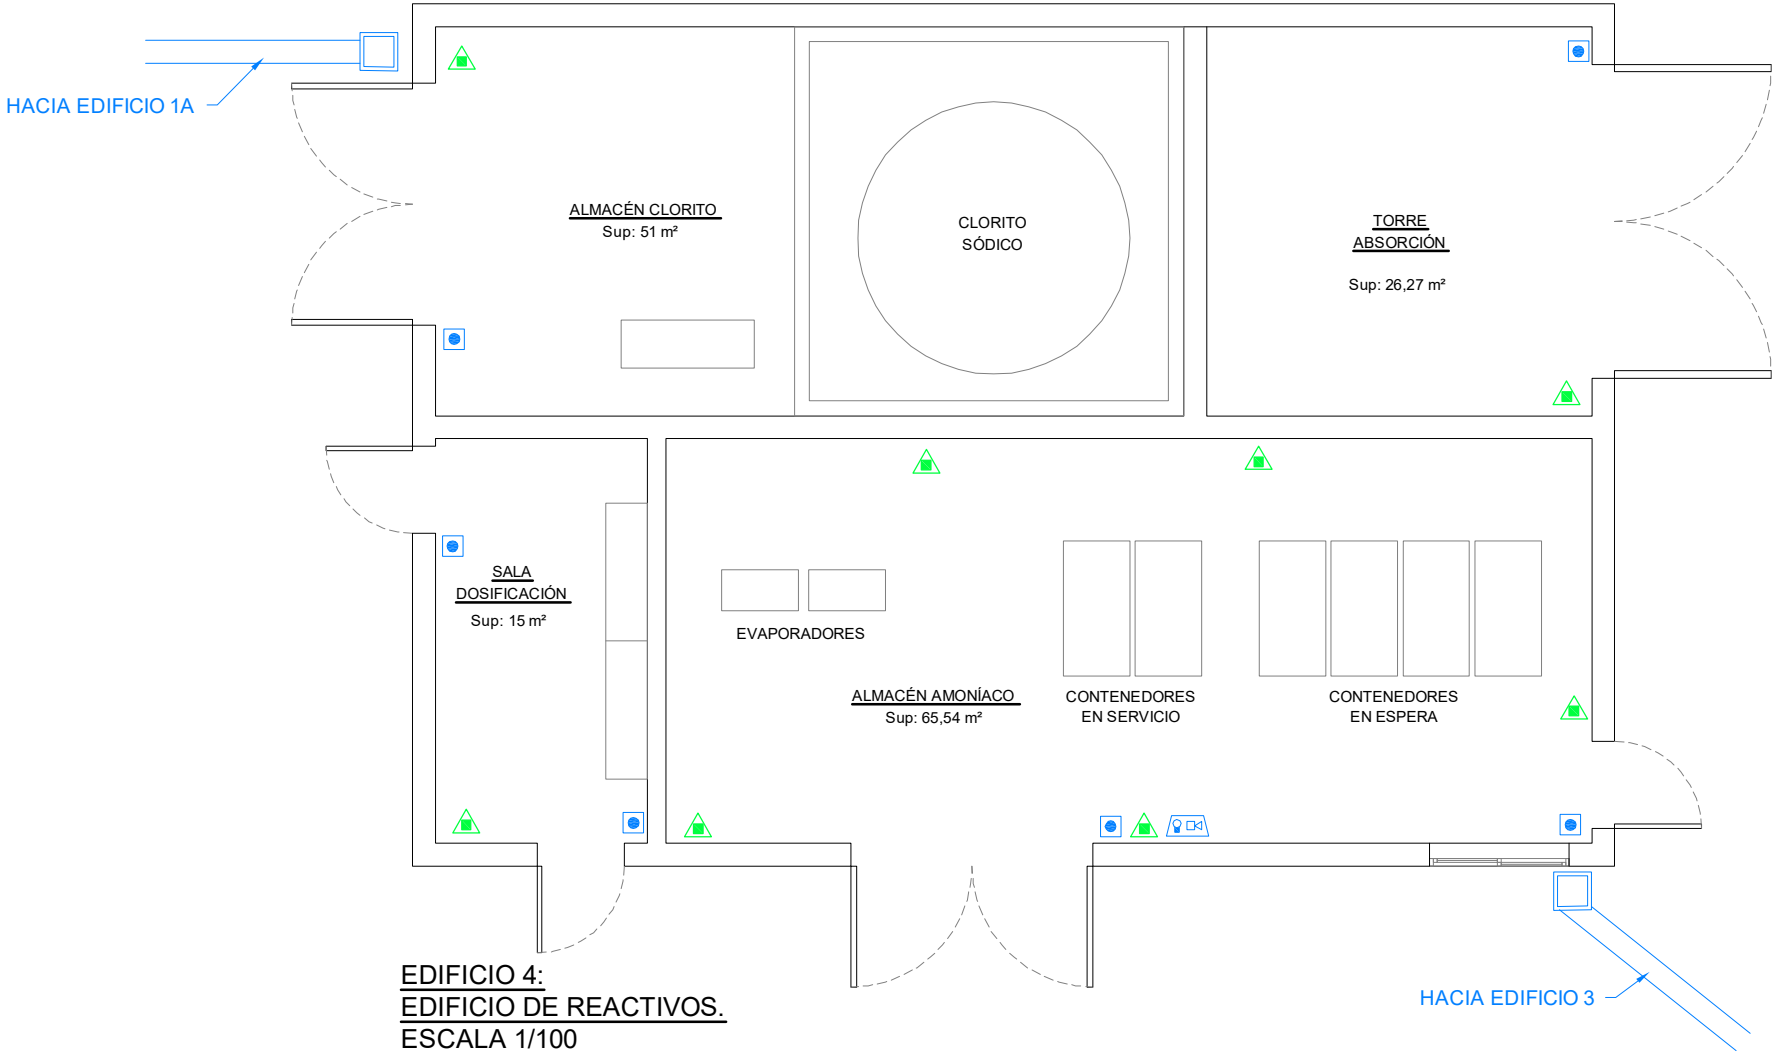 HACIA EDIFICIO 1A
ALMACÉN CLORITO
Sup: 51 m²
CLORITO
SÓDICO
TORRE
ABSORCIÓN
Sup: 26,27 m²
SALA
DOSIFICACIÓN
Sup: 15 m²
EVAPORADORES
ALMACÉN AMONÍACO
Sup: 65,54 m²
CONTENEDORES
EN SERVICIO
CONTENEDORES
EN ESPERA
HACIA EDIFICIO 3
EDIFICIO 4:
EDIFICIO DE REACTIVOS.
ESCALA 1/100